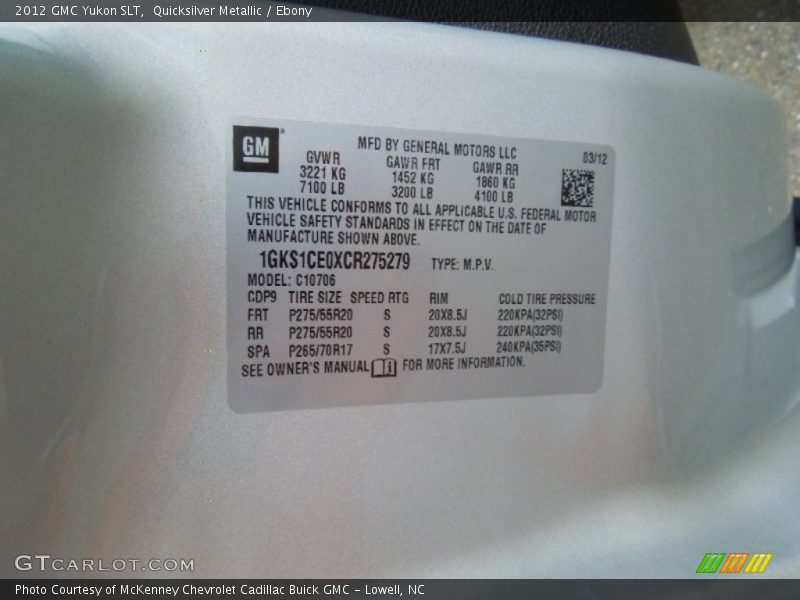 2012 GMC Yukon SLT,  Quicksilver Metallic / Ebony
GM
MFD BY GENERAL MOTORS LLC
03/12
GVWR GAWR FRT GAWR RR
3221 KG 1452 KG 1860 KG
7100 LB 3200 LB 4100 LB
THIS VEHICLE CONFORMS TO ALL APPLICABLE U.S. FEDERAL MOTOR
VEHICLE SAFETY STANDARDS IN EFFECT ON THE DATE OF
MANUFACTURE SHOWN ABOVE.
1GKS1CE0XCR275279 TYPE: M.P.V.
MODEL: C10706
CDP9 TIRE SIZE SPEED RTG RIM COLD TIRE PRESSURE
FRT P275/55R20 S 20X8.5J 220KPA(32PSI)
RR P275/55R20 S 20X8.5J 220KPA(32PSI)
SPA P265/70R17 S 17X7.5J 240KPA(35PSI)
SEE OWNER'S MANUAL i FOR MORE INFORMATION.
GTCARLOT.COM
Photo Courtesy of McKenney Chevrolet Cadillac Buick GMC - Lowell, NC